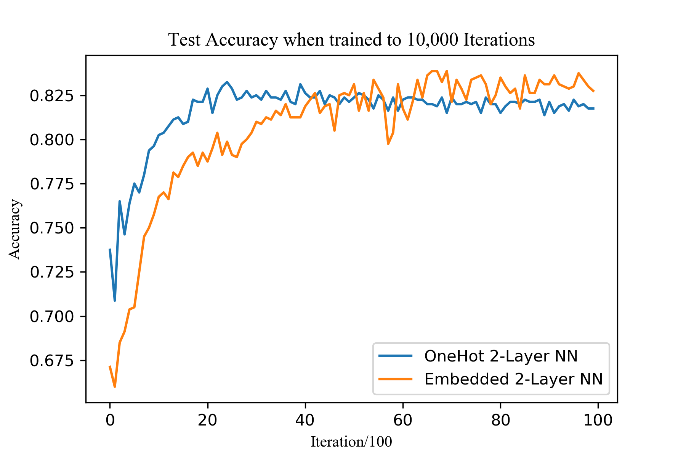 Test Accuracy when trained to 10,000 Iterations
Accuracy
0.825
0.800
0.775
0.750
0.725
0.700
0.675
OneHot 2-Layer NN
Embedded 2-Layer NN
0 20 40 60 80 100
Iteration/100